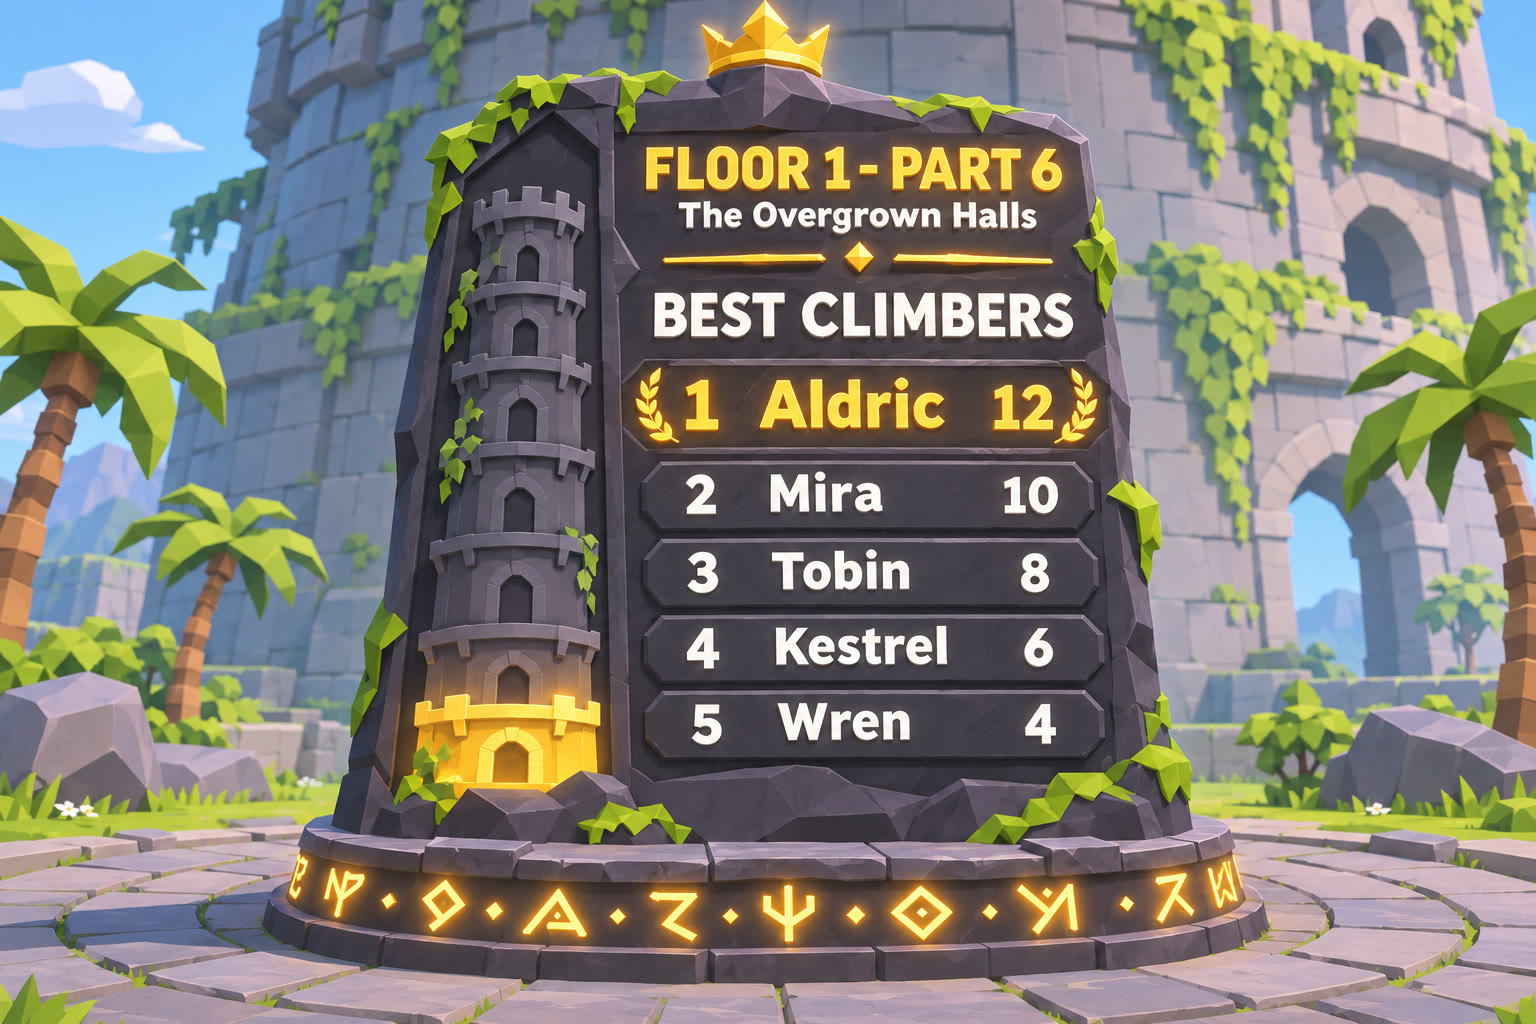 FLOOR 1 - PART 6
The Overgrown Halls
BEST CLIMBERS
1 Aldric 12
2 Mira 10
3 Tobin 8
4 Kestrel 6
5 Wren 4